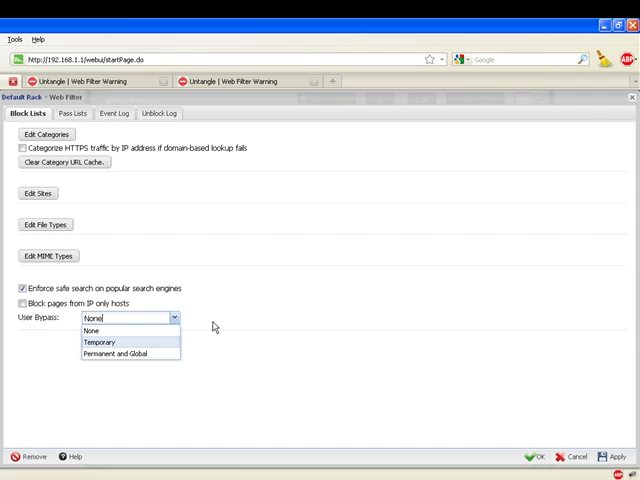 Tools Help
http://192.168.1.1/webui/startPage.do
Google
ABP
Untangle | Web Filter Warning
Untangle | Web Filter Warning
Default Rack Web Filter
Block Lists Pass Lists Event Log Unblock Log
Edit Categories
Categorize HTTPS traffic by IP address if domain-based lookup fails
Clear Category URL Cache.
Edit Sites
Edit File Types
Edit MIME Types
Enforce safe search on popular search engines
Block pages from IP only hosts
User Bypass: None
None
Temporary
Permanent and Global
Remove Help OK Cancel Apply
ABP